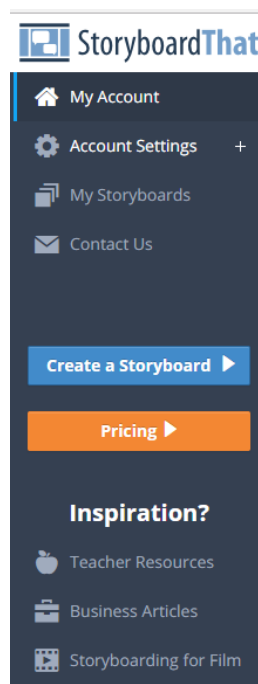 StoryboardThat
My Account
Account Settings +
My Storyboards
Contact Us
Create a Storyboard
Pricing
Inspiration?
Teacher Resources
Business Articles
Storyboarding for Film